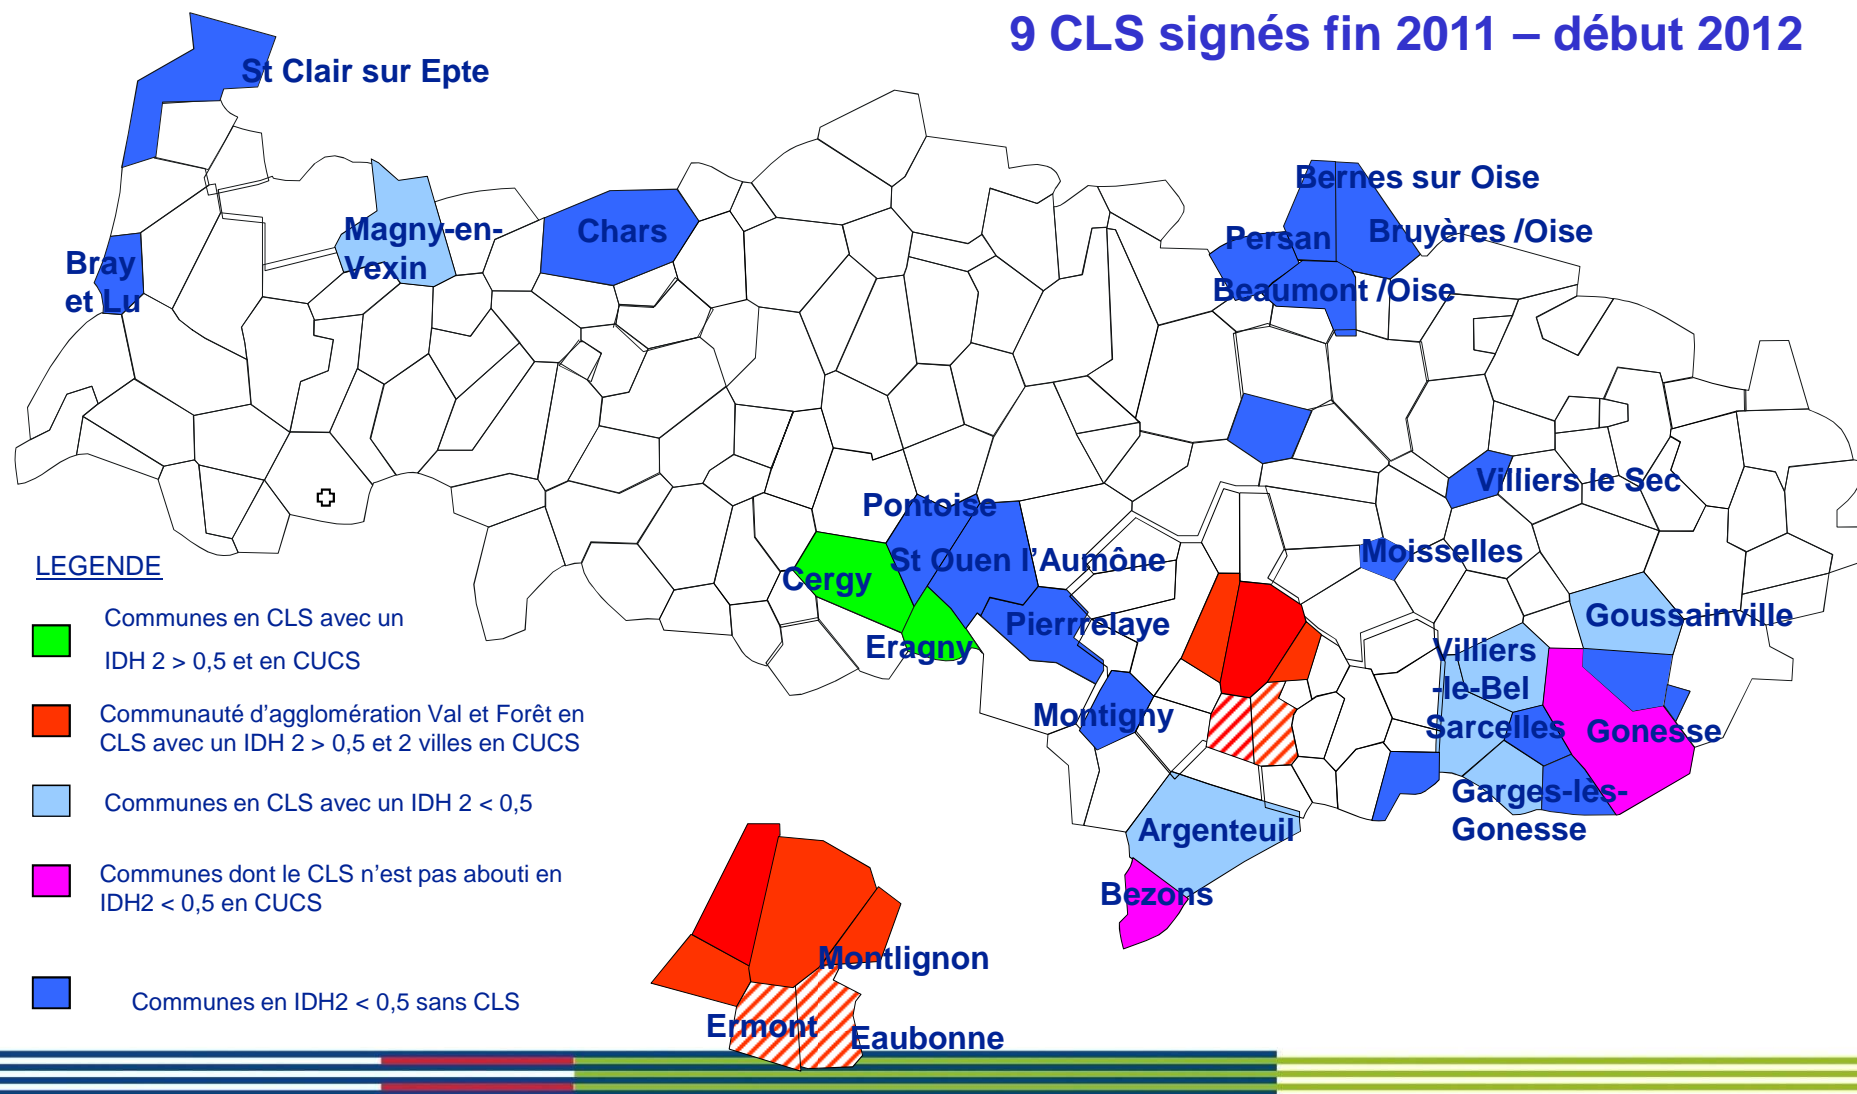 9 CLS signés fin 2011 – début 2012
St Clair sur Epte
Bernes sur Oise
Magny-en-
Vexin
Chars
Persan
Bruyères /Oise
Bray
et Lu
Beaumont /Oise
Villiers le Sec
Pontoise
St Ouen l’Aumône
Moisselles
Cergy
Goussainville
Pierrrelaye
Eragny
Villiers
-le-Bel
Montigny
Sarcelles
Gonesse
Garges-lès-
Gonesse
Argenteuil
Bezons
Montlignon
Ermont
Eaubonne
LEGENDE
Communes en CLS avec un
IDH 2 > 0,5 et en CUCS
Communauté d’agglomération Val et Forêt en
CLS avec un IDH 2 > 0,5 et 2 villes en CUCS
Communes en CLS avec un IDH 2 < 0,5
Communes dont le CLS n’est pas abouti en
IDH2 < 0,5 en CUCS
Communes en IDH2 < 0,5 sans CLS